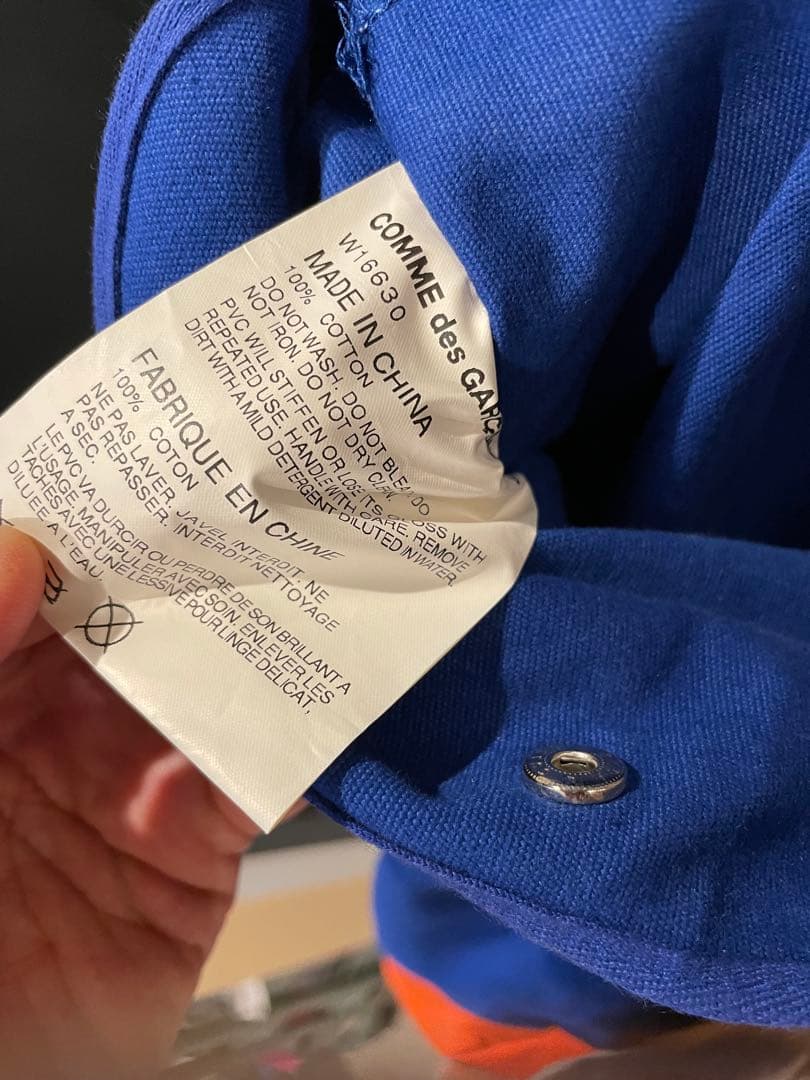 COMME des GARÇ
W16630
MADE IN CHINA
100% COTTON
DO NOT WASH. DO NOT DO
NOT IRON. DO NOT DRY
PVC WILL STIFFEN OR LOSE ITS GLOSS WITH
REPEATED USE. HANDLE WITH CARE. REMOVE
DIRT WITH A MILD DETERGENT DILUTED IN WATER.
FABRIQUE EN CHINE
100% COTON
NE PAS LAVER. JAVEL INTERDIT. NE
PAS REPASSER. INTERDIT NETTOYAGE
A SEC.
LE PVC VA DURCIR OU PERDRE DE SON BRILLANT A
L'USAGE. MANIPULER AVEC SOIN. ENLEVER LES
TACHES AVEC UNE LESSIVE POUR LINGE DELICAT,
DILUEE A L'EAU.